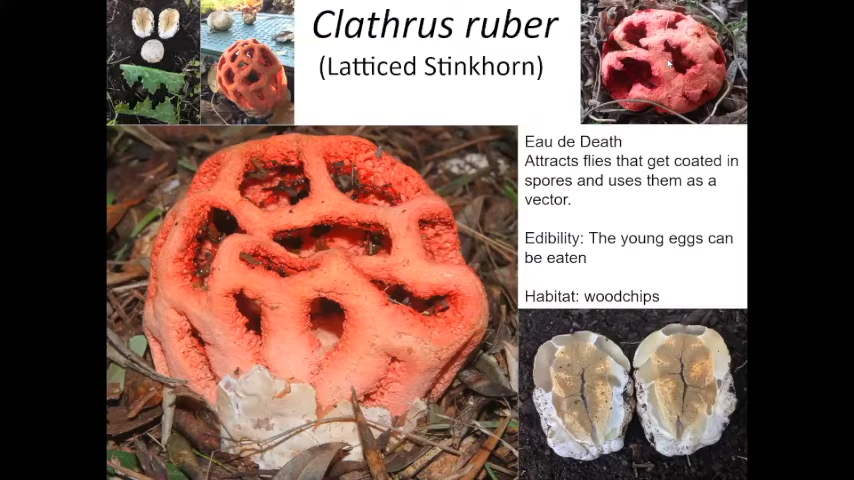 Clathrus ruber
(Latticed Stinkhorn)
Eau de Death
Attracts flies that get coated in
spores and uses them as a
vector.
Edibility: The young eggs can
be eaten
Habitat: woodchips